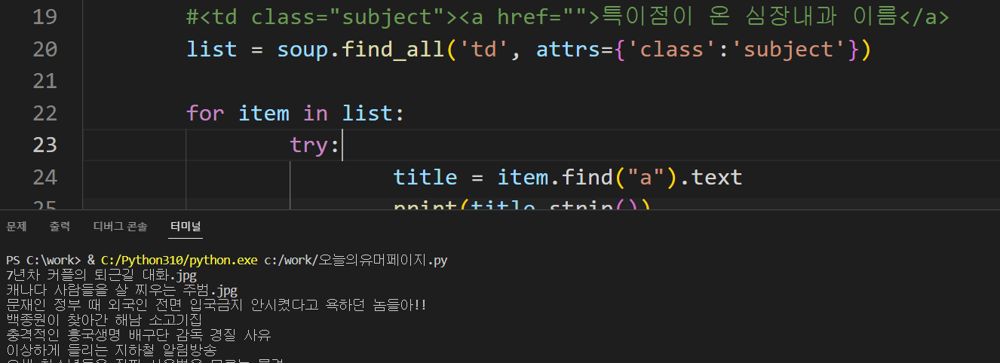 19 #<td class="subject"><a href="">특이점이 온 심장내과 이름</a>
20 list = soup.find_all('td', attrs={'class':'subject'})
21
22 for item in list:
23 try:
24 title = item.find("a").text
25 print(title.strip())
문제 출력 디버그 콘솔 터미널
PS C:\work> & C:/Python310/python.exe c:/work/오늘의유머페이지.py
7년차 커플의 퇴근길 대화.jpg
캐나다 사람들을 살 찌우는 주범.jpg
문재인 정부 때 외국인 전면 입국금지 안시켰다고 욕하던 놈들아!!
백종원이 찾아간 해남 소고기집
충격적인 흥국생명 배구단 감독 경질 사유
이상하게 들리는 지하철 알림방송